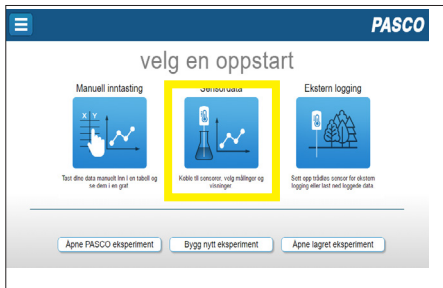 PASCO
velg en oppstart
Manuell inntasting
Sensordata
Ekstern logging
X Y
Tast dine data manuelt inn i en tabell og
se dem i en graf
Koble til sensorer, velg målinger og
visninger
Sett opp trådløs sensor for ekstern
logging eller last ned loggede data
Åpne PASCO eksperiment
Bygg nytt eksperiment
Åpne lagret eksperiment